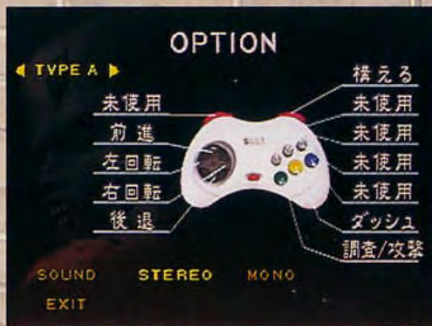 OPTION
◀ TYPE A ▶
構える
未使用
未使用
前進
未使用
左回転
未使用
右回転
未使用
後退
ダッシュ
調査/攻撃
SOUND STEREO MONO
EXIT